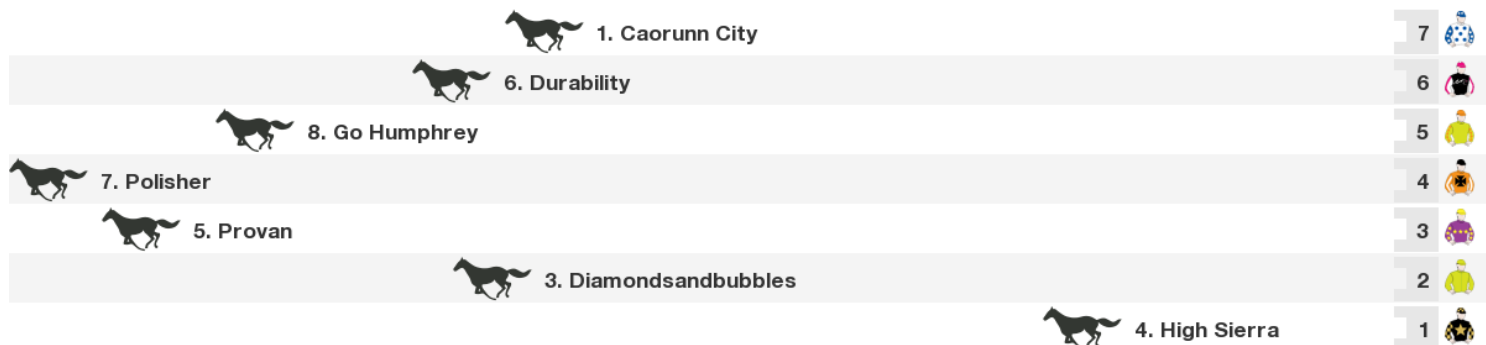 1. Caorunn City 7
6. Durability 6
8. Go Humphrey 5
7. Polisher 4
5. Provan 3
3. Diamondsandbubbles 2
4. High Sierra 1